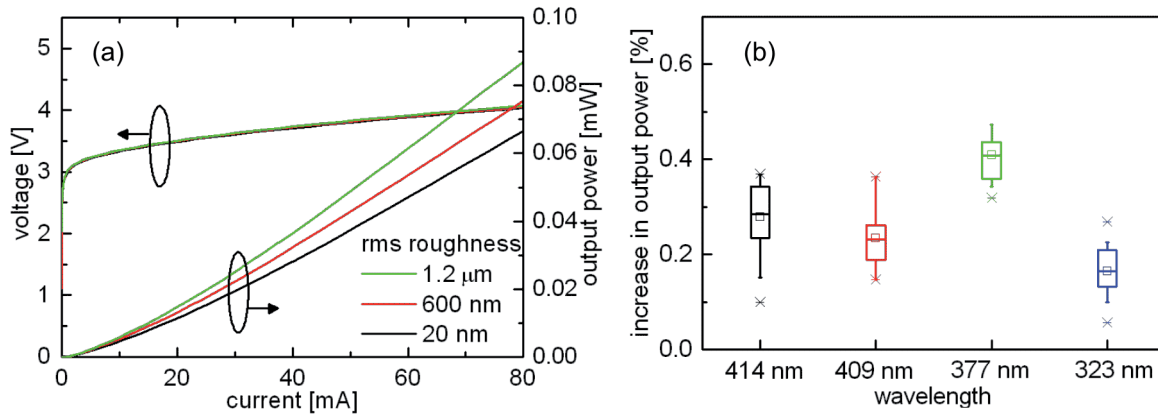 (a)
voltage [V]
5
4
3
2
1
0
0
20
40
60
80
current [mA]
0.10
0.08
0.06
0.04
0.02
0.00
output power [mW]
rms roughness
1.2 μm
600 nm
20 nm
(b)
increase in output power [%]
0.6
0.4
0.2
0.0
414 nm
409 nm
377 nm
323 nm
wavelength